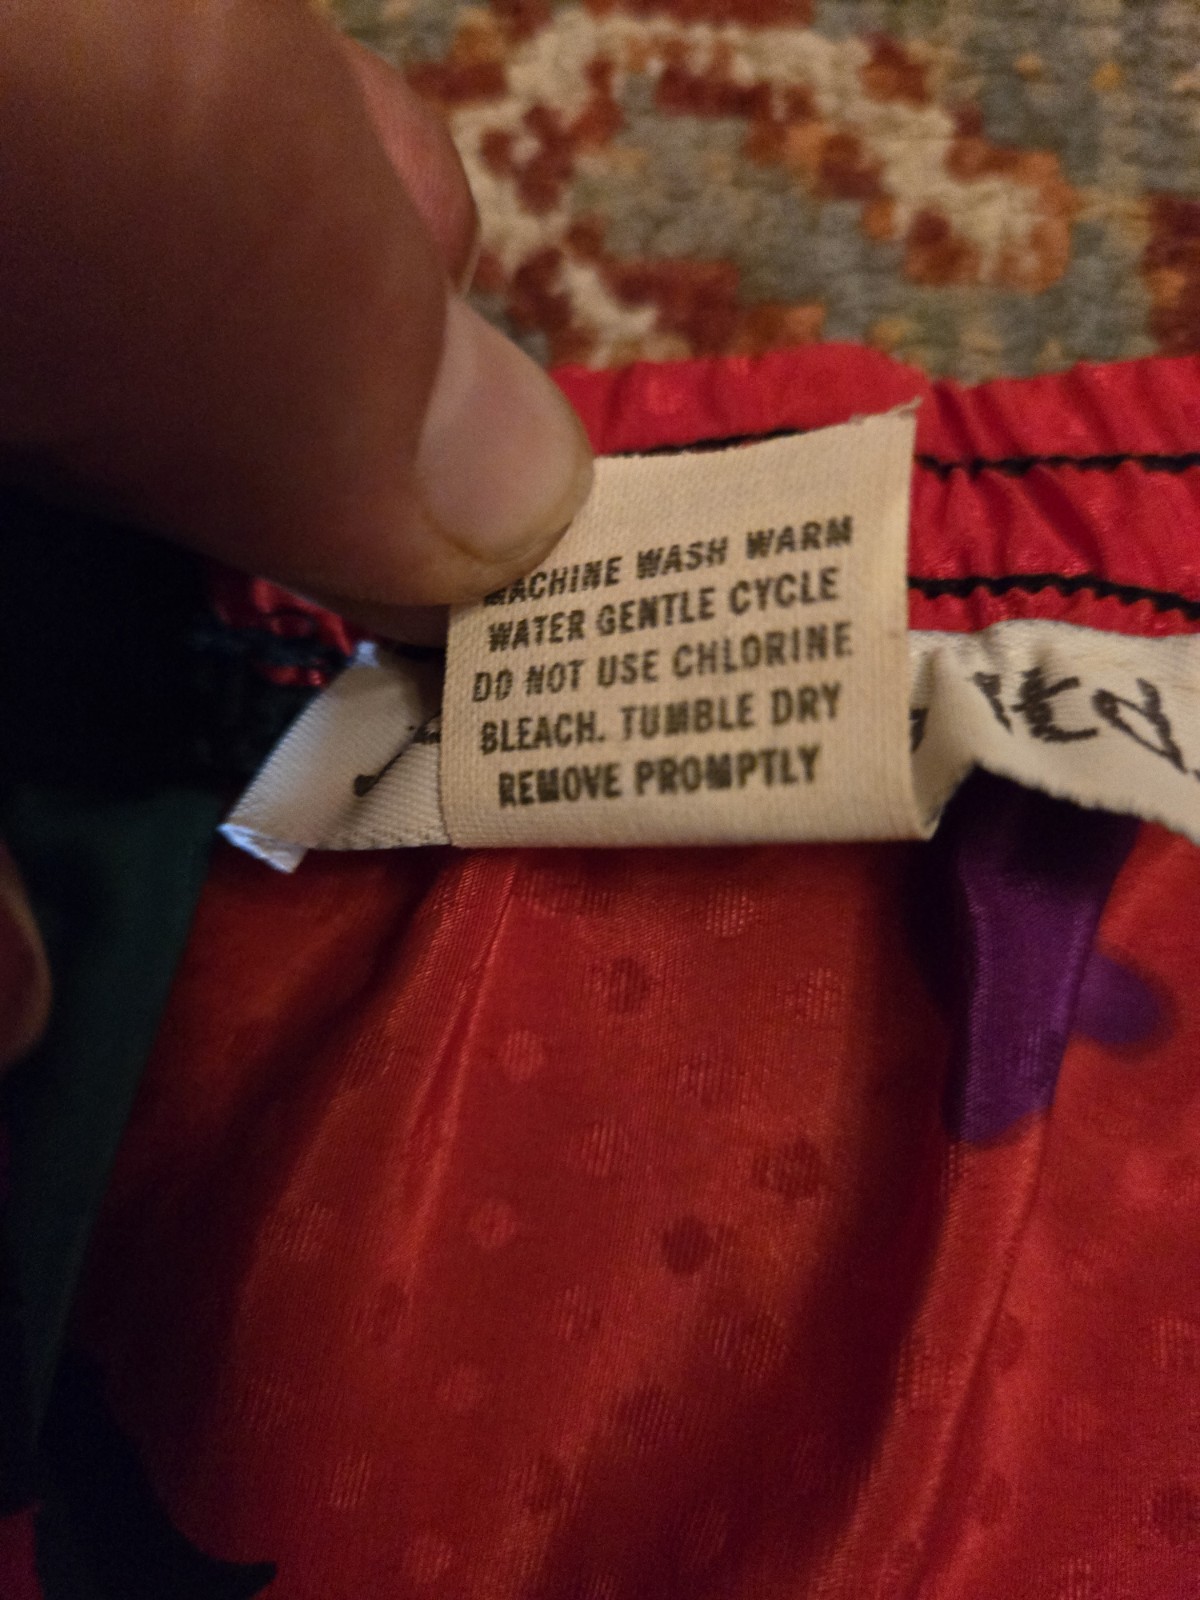 MACHINE WASH WARM
WATER GENTLE CYCLE
DO NOT USE CHLORINE
BLEACH. TUMBLE DRY
REMOVE PROMPTLY